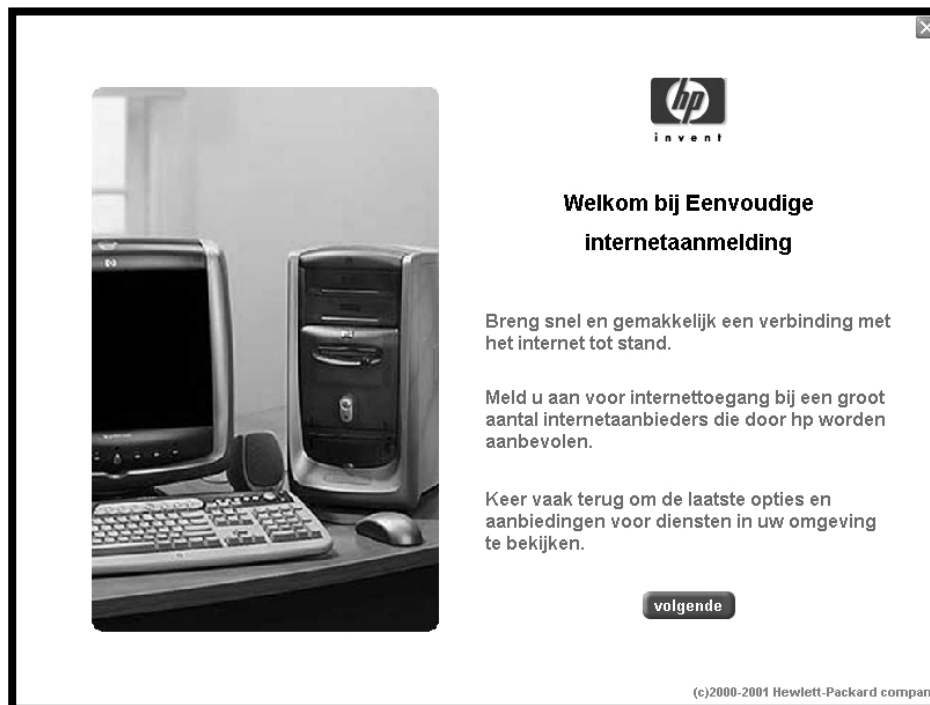 hp
invent
Welkom bij Eenvoudige
internetaanmelding
Breng snel en gemakkelijk een verbinding met
het internet tot stand.
Meld u aan voor internettoegang bij een groot
aantal internetaanbieders die door hp worden
aanbevolen.
Keer vaak terug om de laatste opties en
aanbiedingen voor diensten in uw omgeving
te bekijken.
volgende
(c)2000-2001 Hewlett-Packard compan